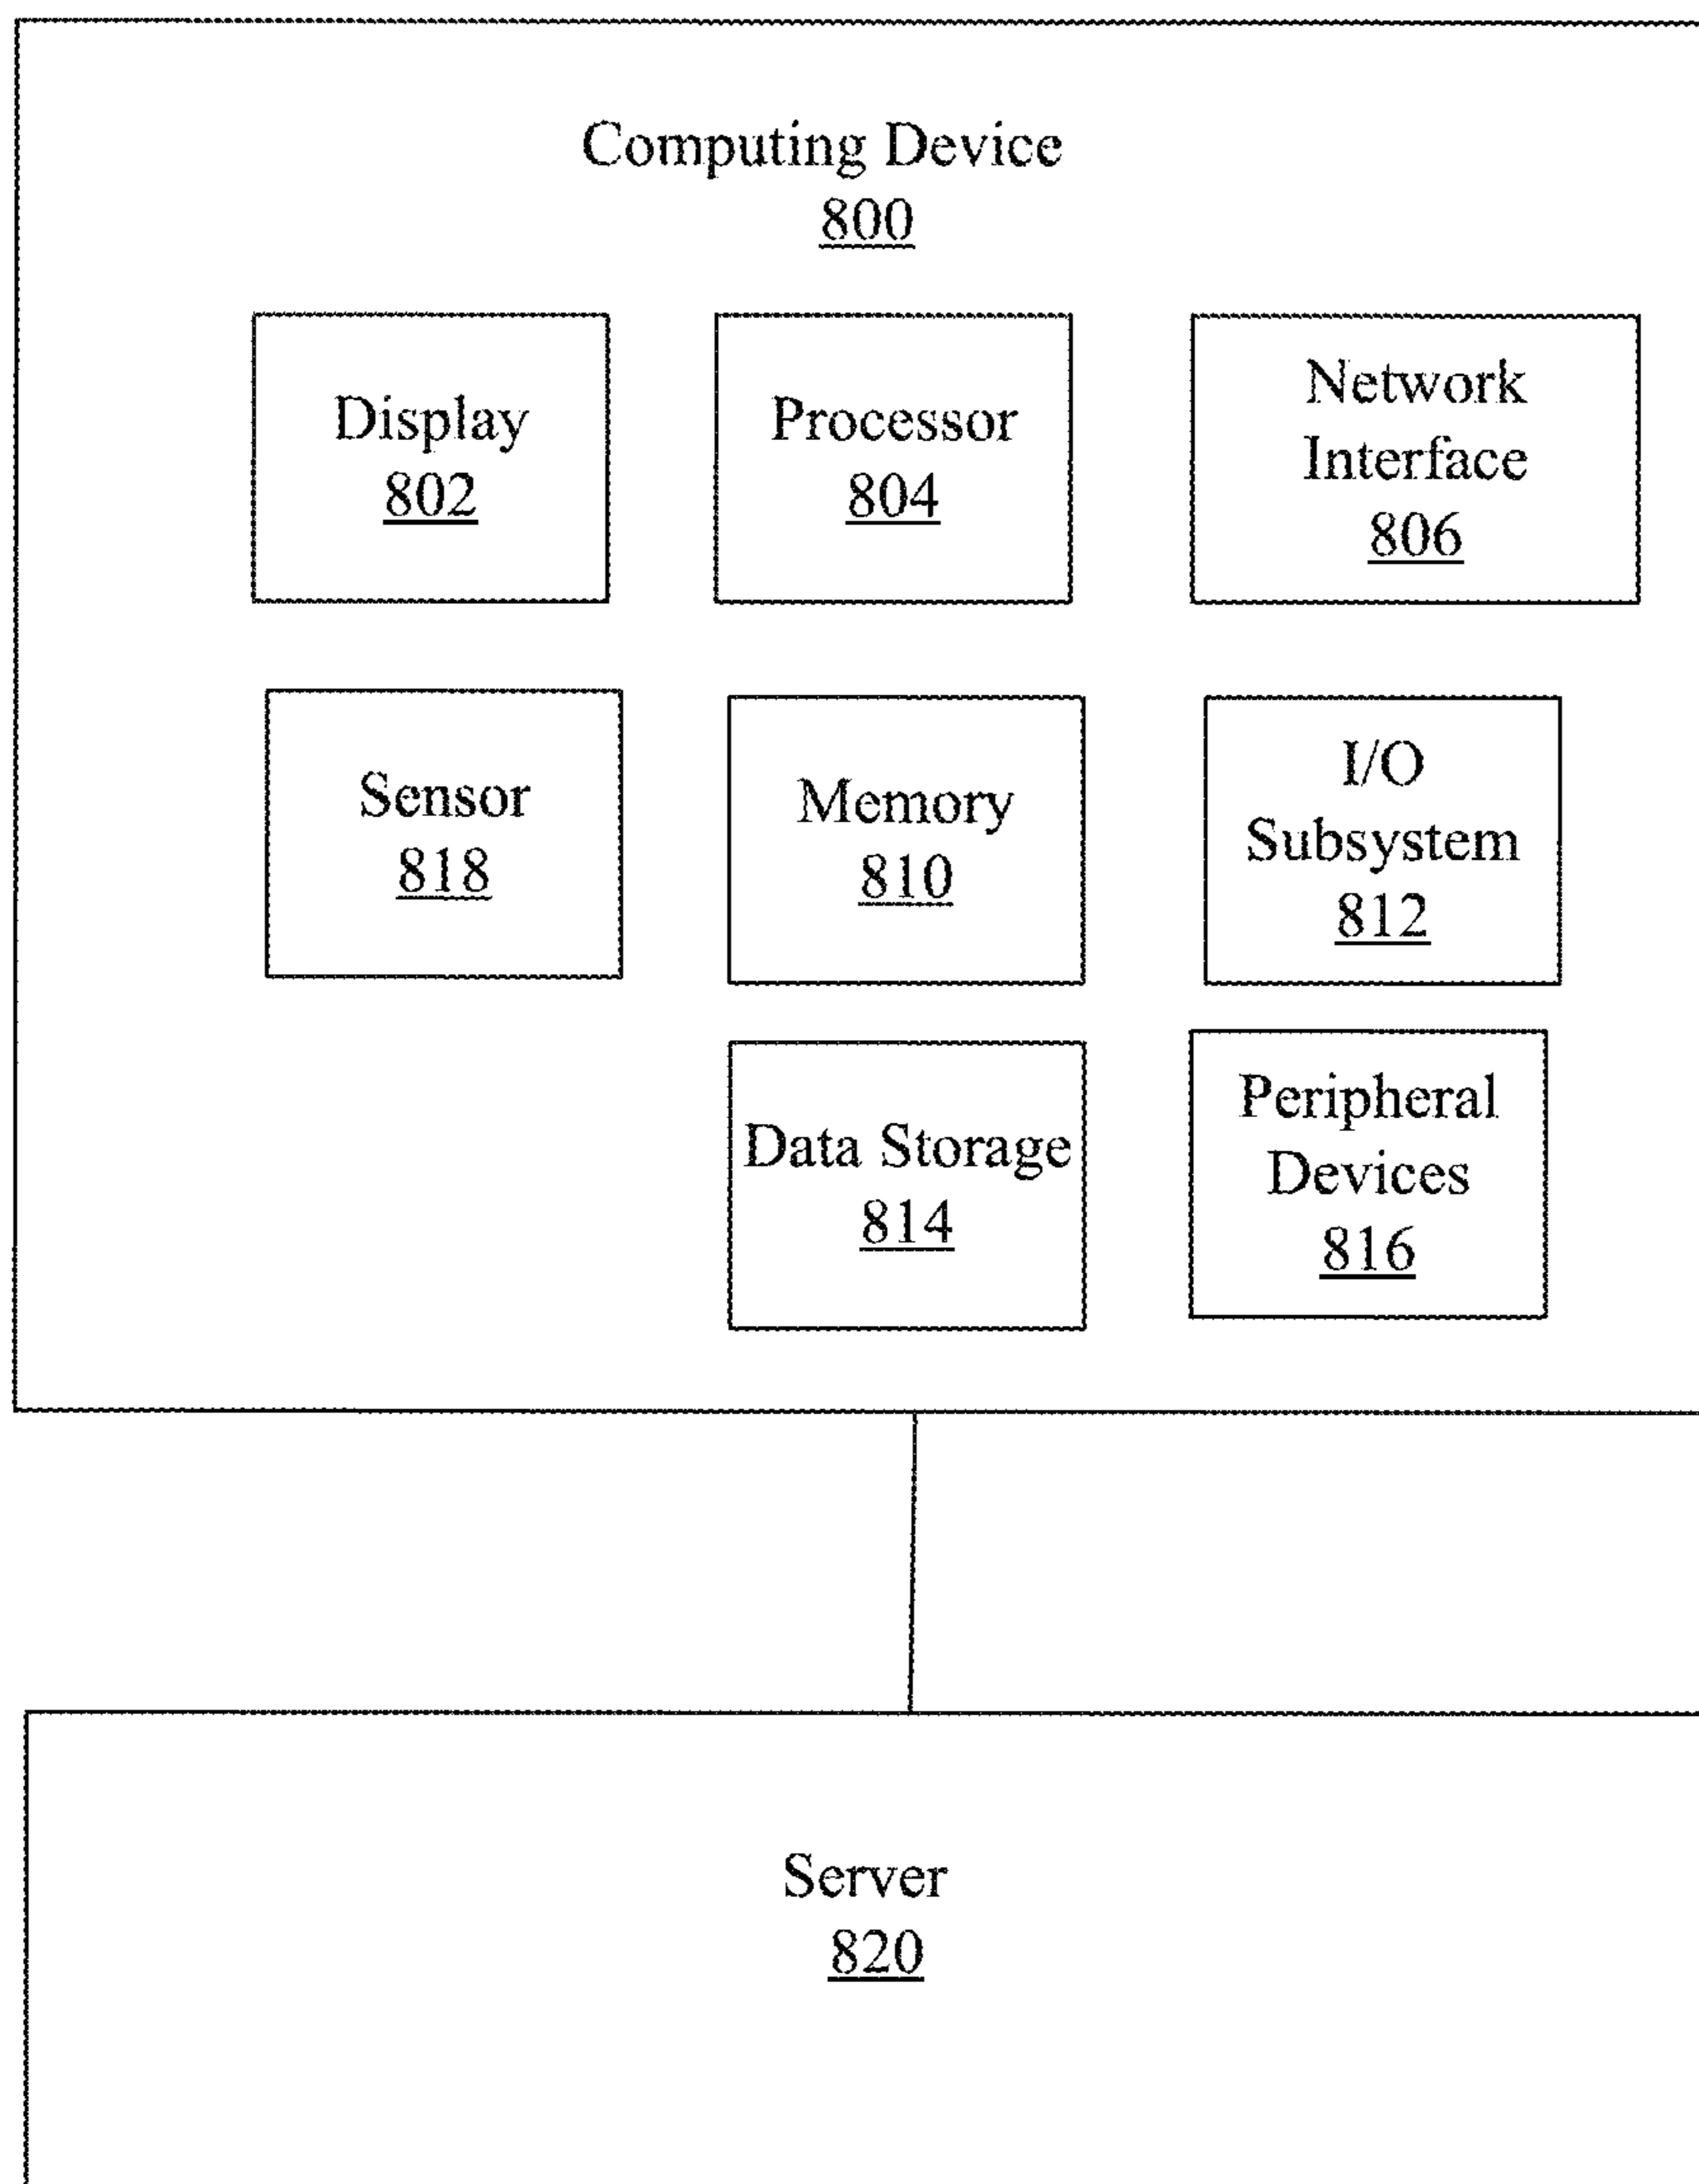 Computing Device
800
Display
802
Processor
804
Network
Interface
806
Sensor
818
Memory
810
I/O
Subsystem
812
Data Storage
814
Peripheral
Devices
816
Server
820